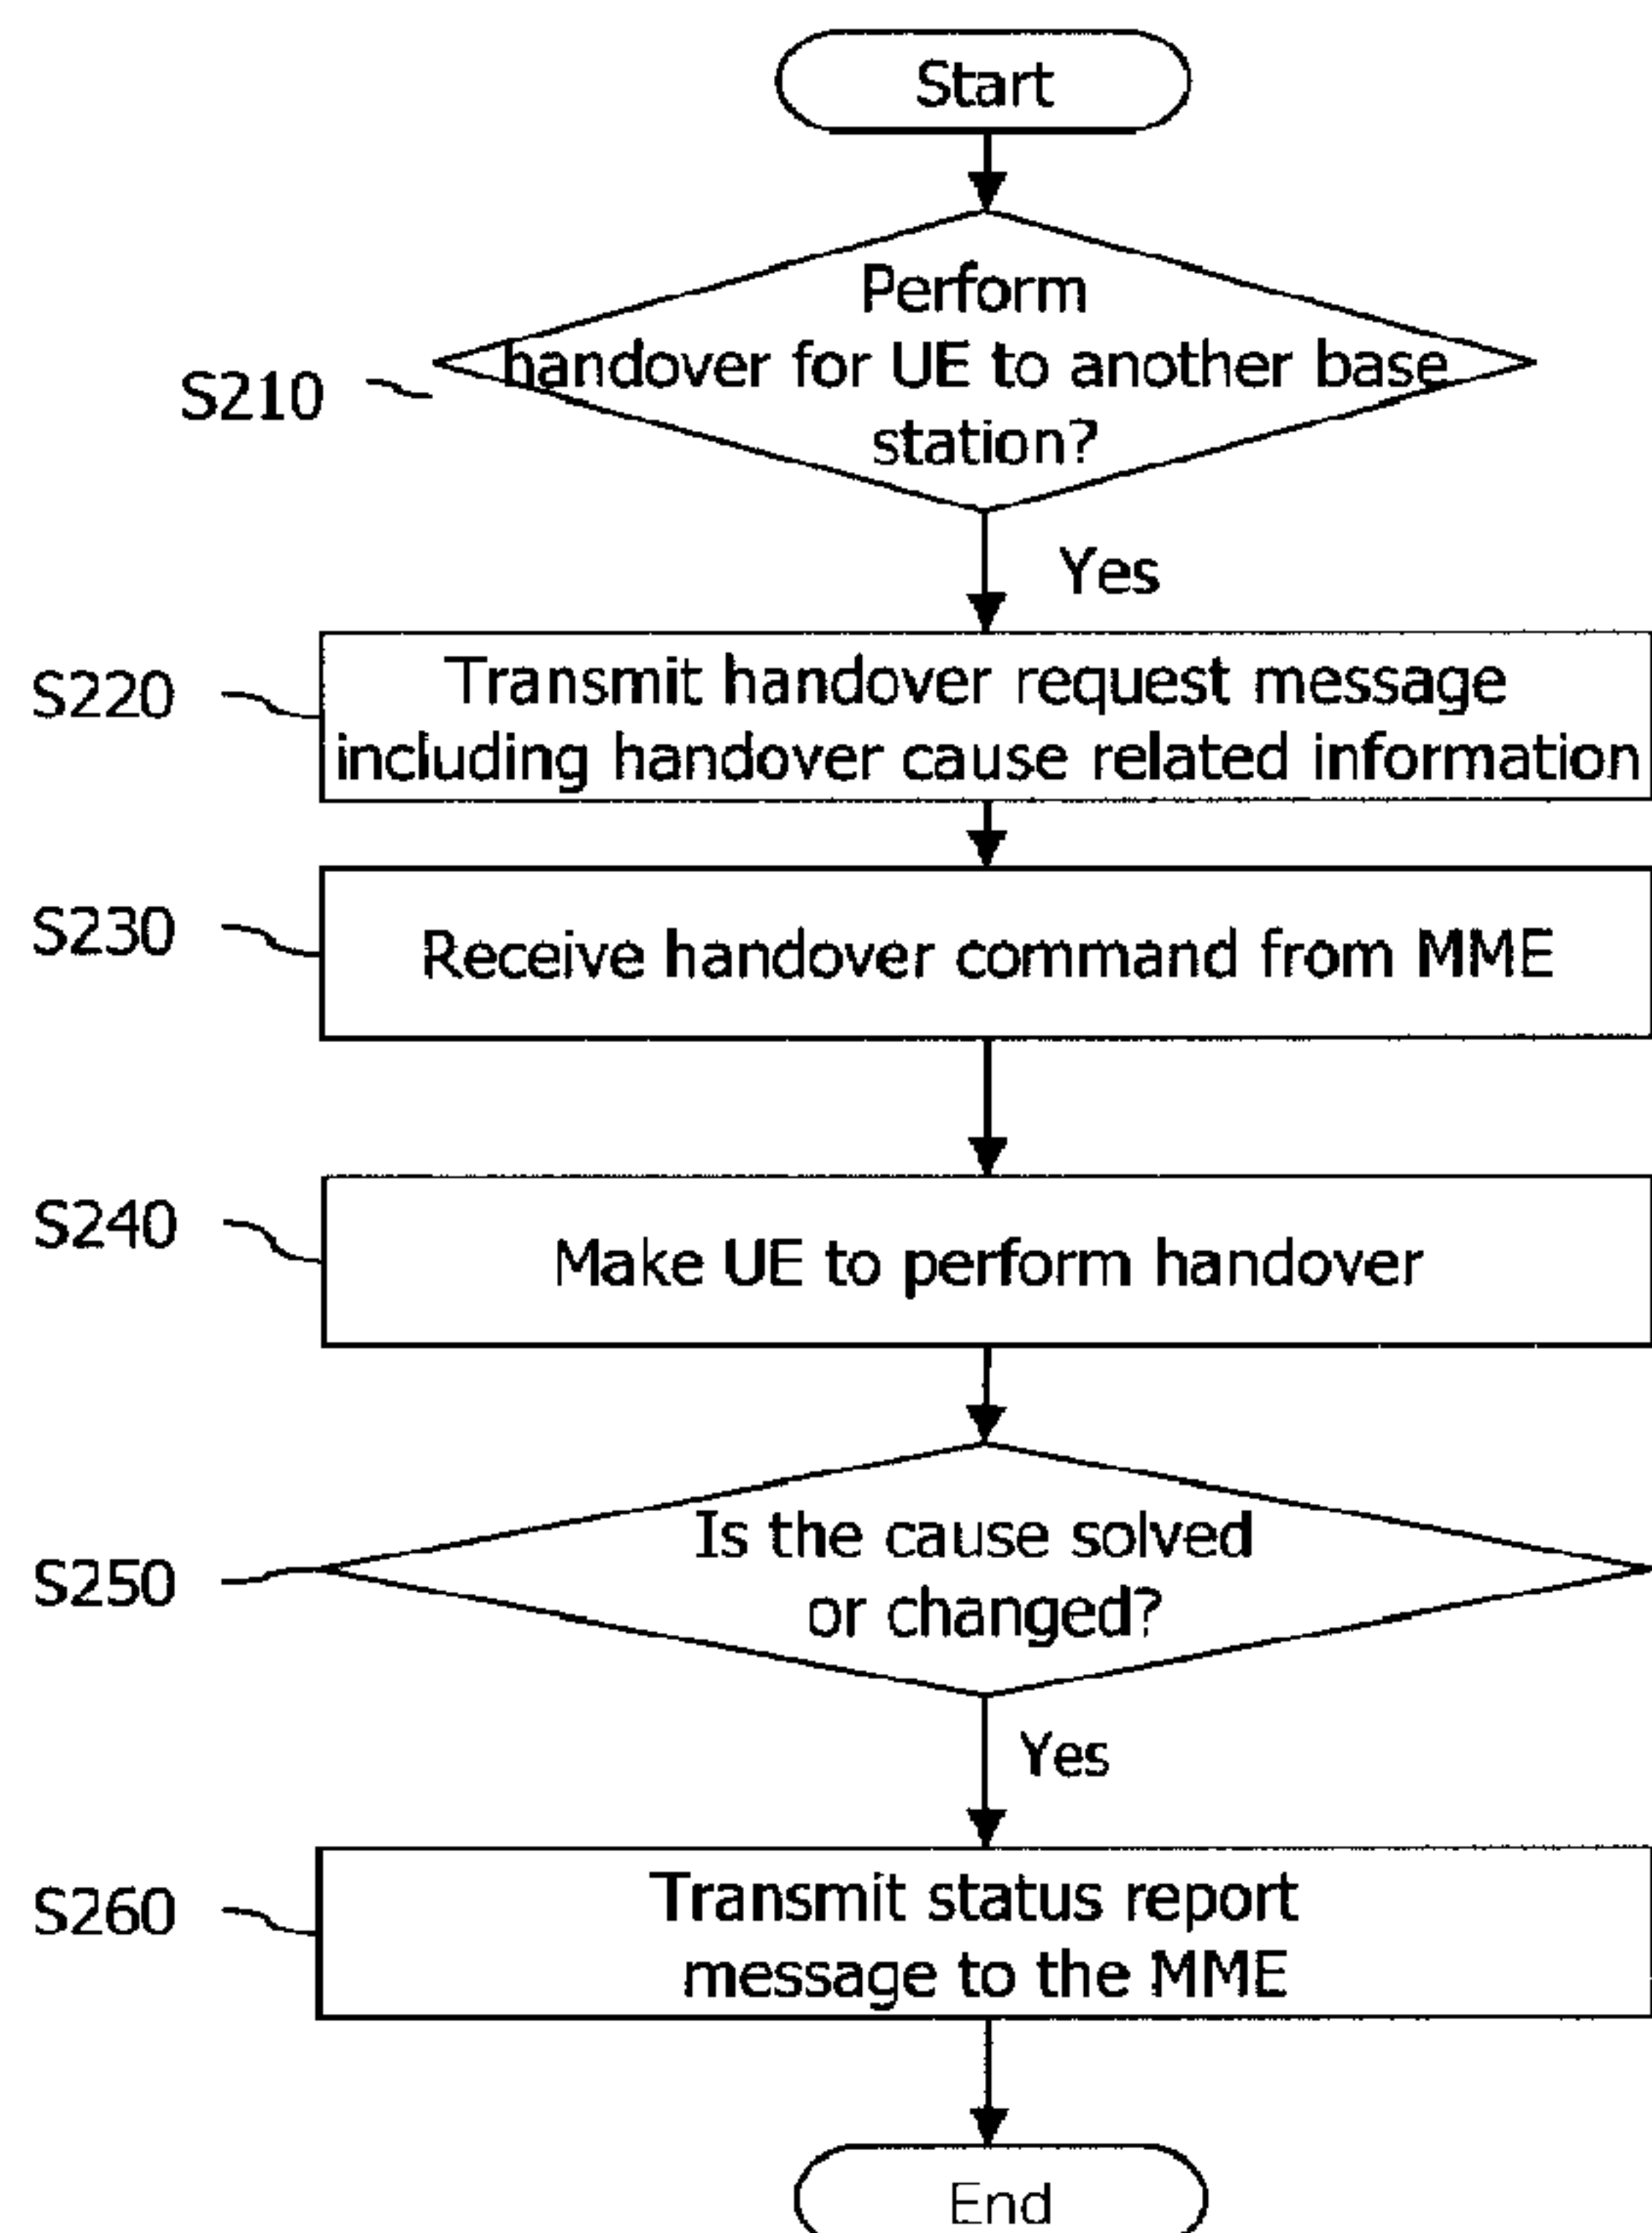 Start
Perform
handover for UE to another base
station?
S210
Yes
S220
Transmit handover request message
including handover cause related information
S230
Receive handover command from MME
S240
Make UE to perform handover
S250
Is the cause solved
or changed?
Yes
S260
Transmit status report
message to the MME
End